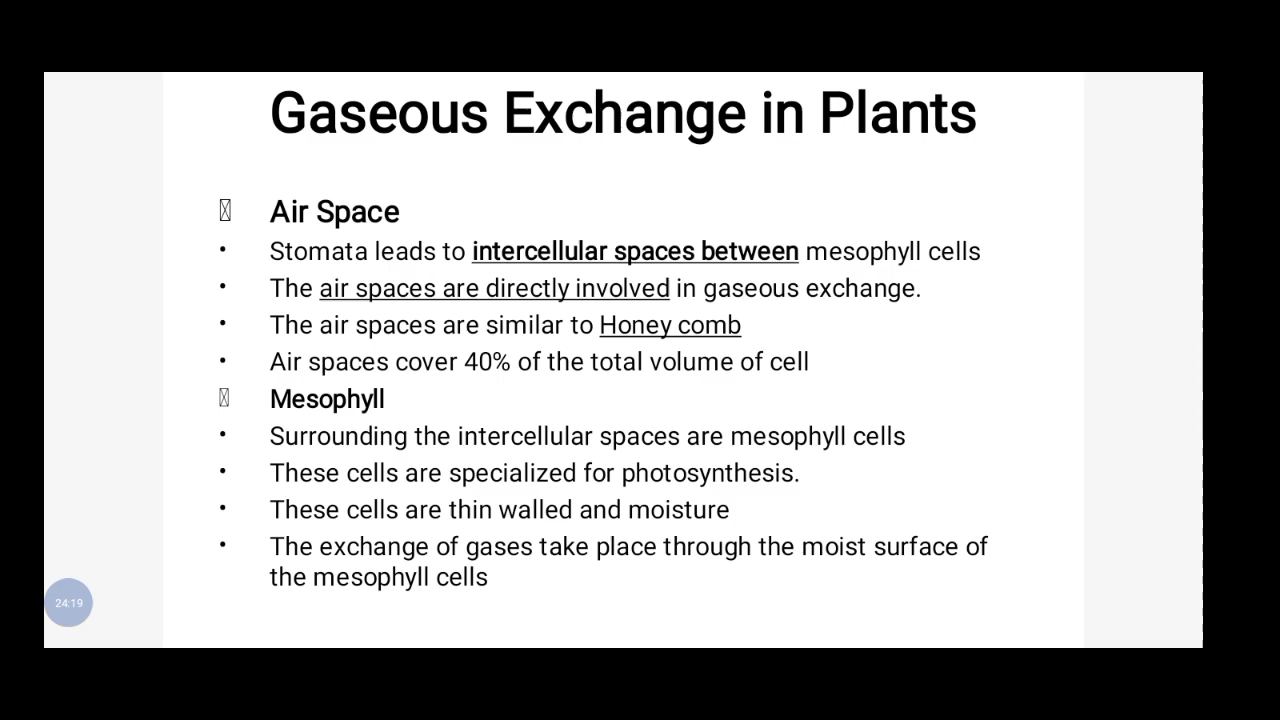 Gaseous Exchange in Plants
Air Space
• Stomata leads to intercellular spaces between mesophyll cells
• The air spaces are directly involved in gaseous exchange.
• The air spaces are similar to Honey comb
• Air spaces cover 40% of the total volume of cell
Mesophyll
• Surrounding the intercellular spaces are mesophyll cells
• These cells are specialized for photosynthesis.
• These cells are thin walled and moisture
• The exchange of gases take place through the moist surface of
the mesophyll cells
24:19